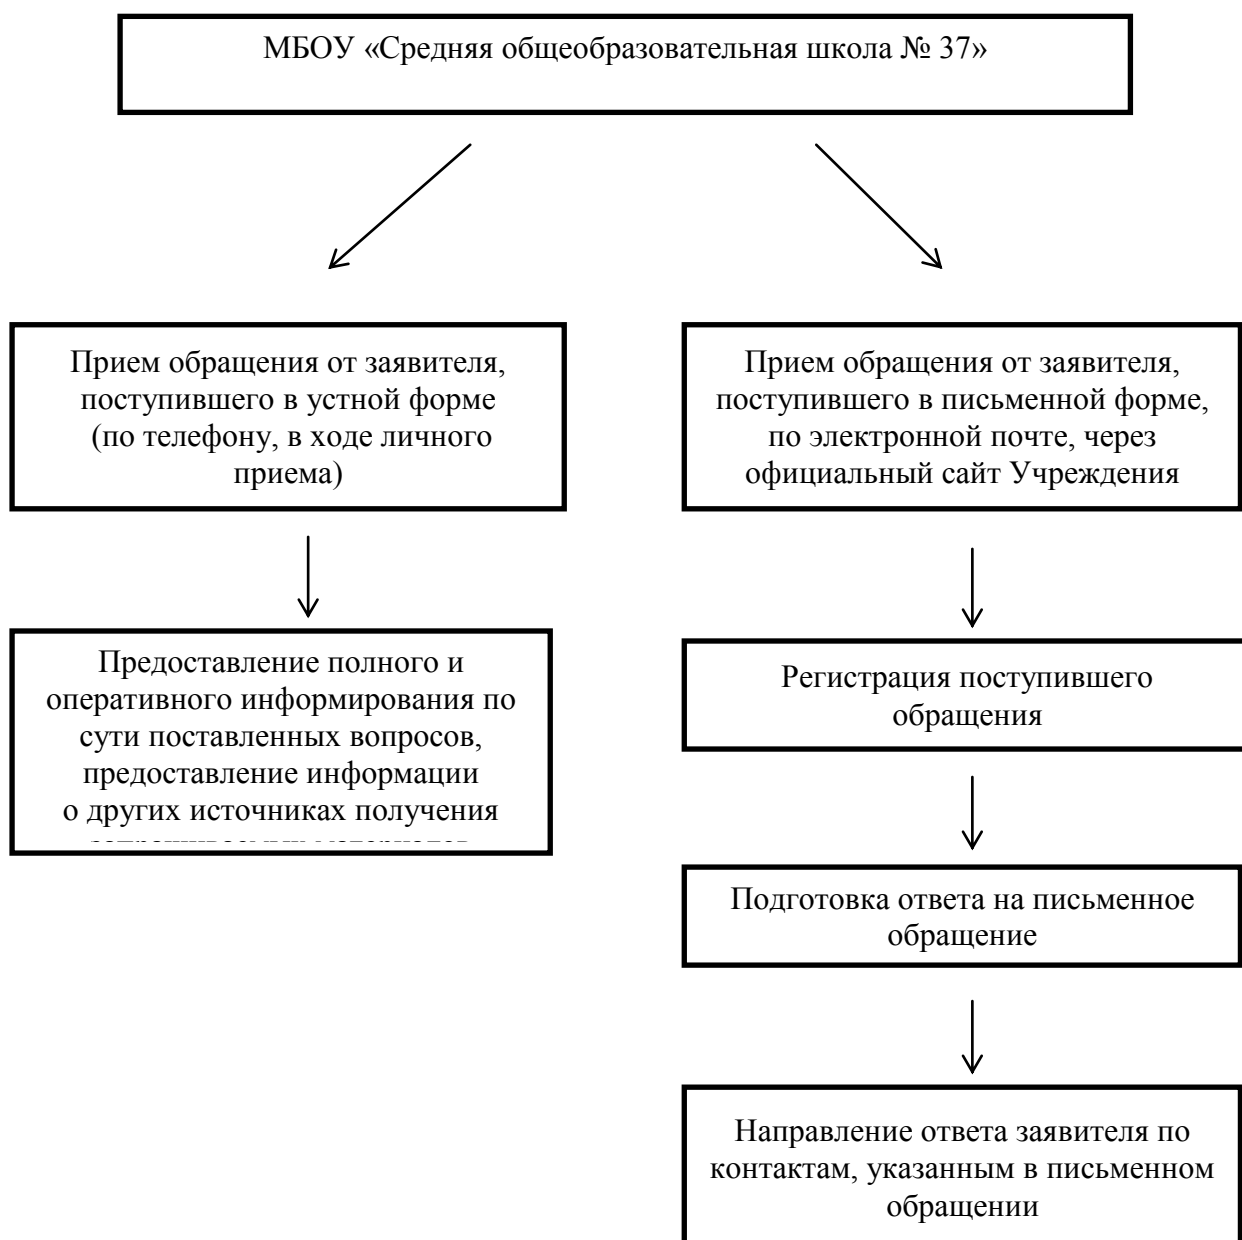 МБОУ «Средняя общеобразовательная школа № 37»
Прием обращения от заявителя,
поступившего в устной форме
(по телефону, в ходе личного
приема)
Предоставление полного и
оперативного информирования по
сути поставленных вопросов,
предоставление информации
о других источниках получения
Прием обращения от заявителя,
поступившего в письменной форме,
по электронной почте, через
официальный сайт Учреждения
Регистрация поступившего
обращения
Подготовка ответа на письменное
обращение
Направление ответа заявителя по
контактам, указанным в письменном
обращении